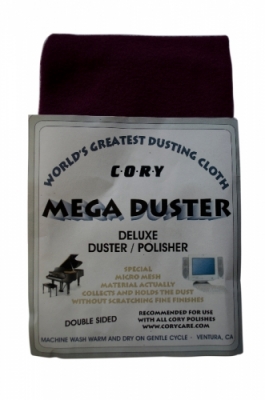 WORLD'S GREATEST DUSTING CLOTH
C·O·R·Y
MEGA DUSTER
DELUXE
DUSTER / POLISHER
SPECIAL
MICRO MESH
MATERIAL ACTUALLY
COLLECTS AND HOLDS THE DUST
WITHOUT SCRATCHING FINE FINISHES
DOUBLE SIDED
RECOMMENDED FOR USE
WITH ALL CORY POLISHES
WWW.CORYCARE.COM
MACHINE WASH WARM AND DRY ON GENTLE CYCLE - VENTURA, CA